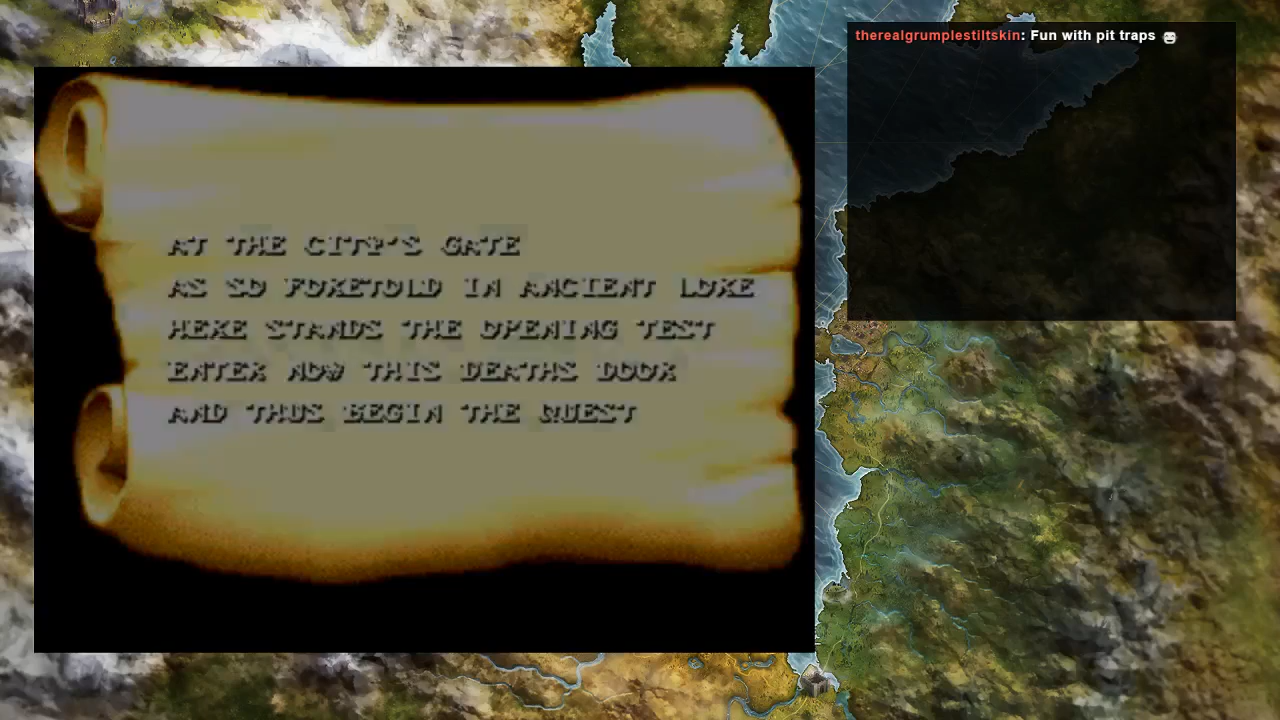 therealgrumplestiltskin: Fun with pit traps
AT THE CITY'S GATE
AS SO FORETOLD IN ANCIENT LORE
HERE STANDS THE OPENING TEST
ENTER NOW THIS DEATHS DOOR
AND THUS BEGIN THE QUEST